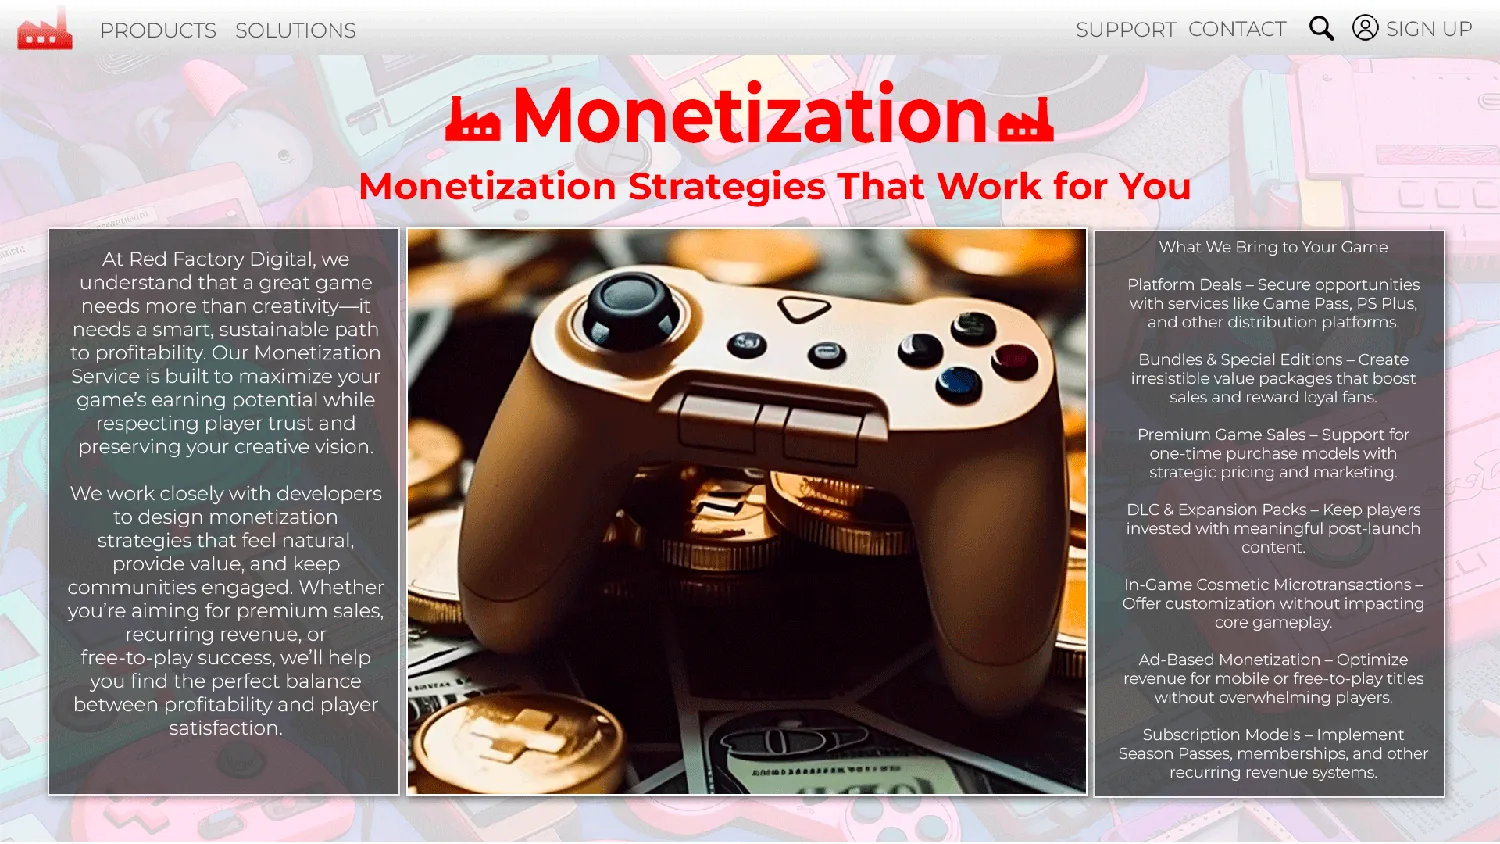 PRODUCTS SOLUTIONS
SUPPORT CONTACT SIGN UP
Monetization
Monetization Strategies That Work for You
At Red Factory Digital, we
understand that a great game
needs more than creativity—it
needs a smart, sustainable path
to profitability. Our Monetization
Service is built to maximize your
game's earning potential while
respecting player trust and
preserving your creative vision.
We work closely with developers
to design monetization
strategies that feel natural,
provide value, and keep
communities engaged. Whether
you're aiming for premium sales,
recurring revenue, or
free-to-play success, we'll help
you find the perfect balance
between profitability and player
satisfaction.
What We Bring to Your Game
Platform Deals – Secure opportunities
with services like Game Pass, PS Plus,
and other distribution platforms.
Bundles & Special Editions – Create
irresistible value packages that boost
sales and reward loyal fans.
Premium Game Sales – Support for
one-time purchase models with
strategic pricing and marketing.
DLC & Expansion Packs – Keep players
invested with meaningful post-launch
content.
In-Game Cosmetic Microtransactions –
Offer customization without impacting
core gameplay.
Ad-Based Monetization – Optimize
revenue for mobile or free-to-play titles
without overwhelming players.
Subscription Models – Implement
Season Passes, memberships, and other
recurring revenue systems.